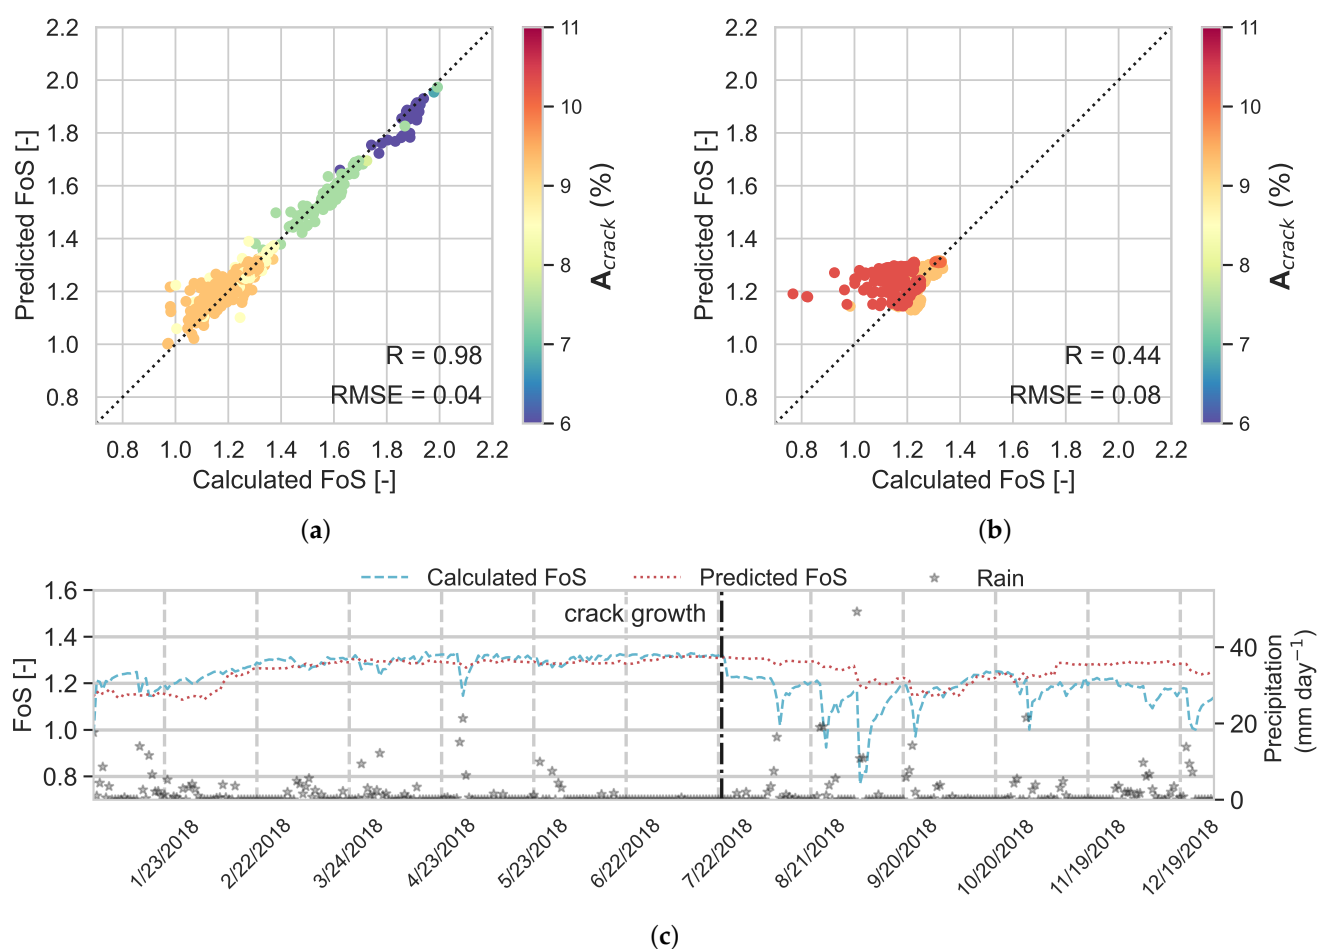 2.2
2.0
1.8
1.6
1.4
1.2
1.0
0.8
Predicted FoS [-]
R = 0.98
RMSE = 0.04
0.8 1.0 1.2 1.4 1.6 1.8 2.0 2.2
Calculated FoS [-]
11
10
9
8
7
6
Acrack (%)
(a)
2.2
2.0
1.8
1.6
1.4
1.2
1.0
0.8
Predicted FoS [-]
R = 0.44
RMSE = 0.08
0.8 1.0 1.2 1.4 1.6 1.8 2.0 2.2
Calculated FoS [-]
11
10
9
8
7
6
Acrack (%)
(b)
Calculated FoS Predicted FoS Rain
crack growth
1.6
1.4
1.2
1.0
0.8
FoS [-]
40
20
0
Precipitation
(mm day−1)
1/23/2018 2/22/2018 3/24/2018 4/23/2018 5/23/2018 6/22/2018 7/22/2018 8/21/2018 9/20/2018 10/20/2018 11/19/2018 12/19/2018
(c)